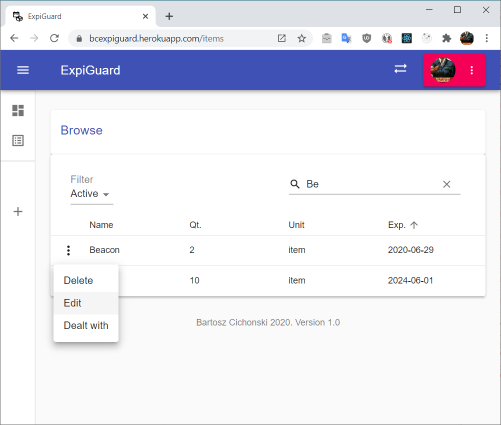 ExpiGuard
bcexpiguard.herokuapp.com/items
ExpiGuard
Browse
Filter
Active
Be
Name Qt. Unit Exp.
Beacon 2 item 2020-06-29
10 item 2024-06-01
Delete
Edit
Dealt with
Bartosz Cichonski 2020. Version 1.0